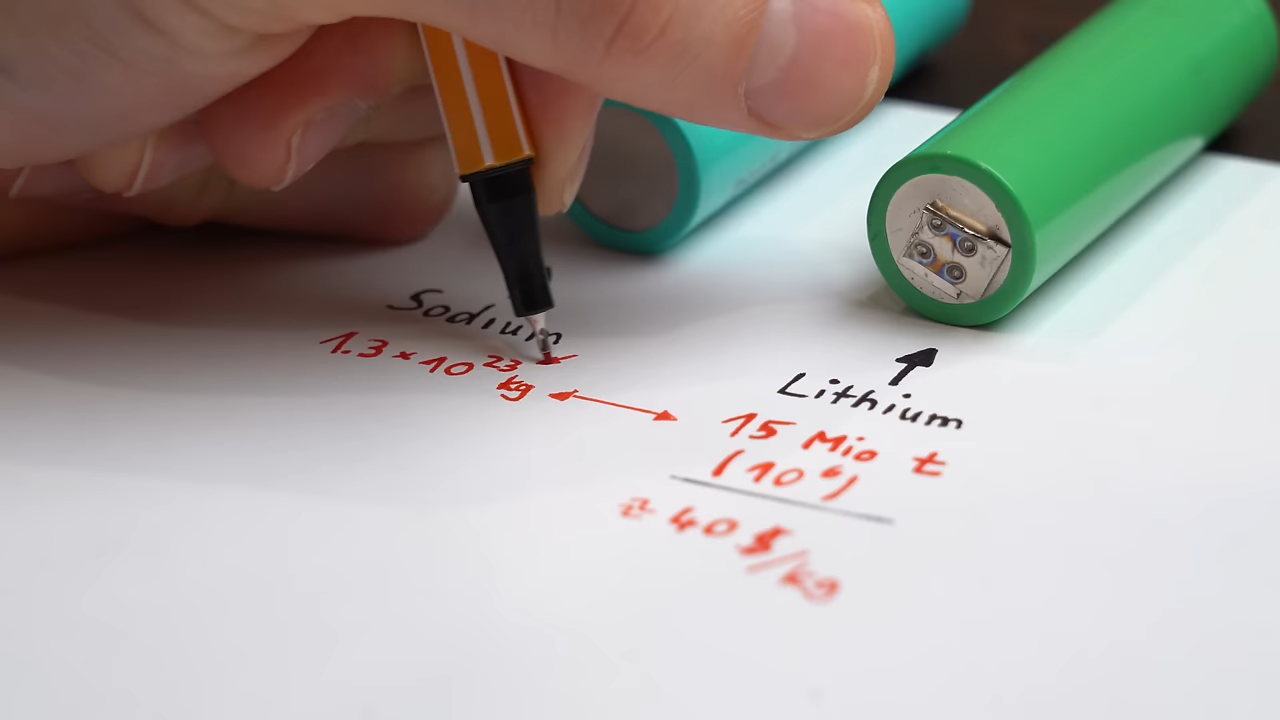 Sodium
1.3 × 10²³
kg
Lithium
15 Mio t
(10⁶)
≈ 40 $/kg